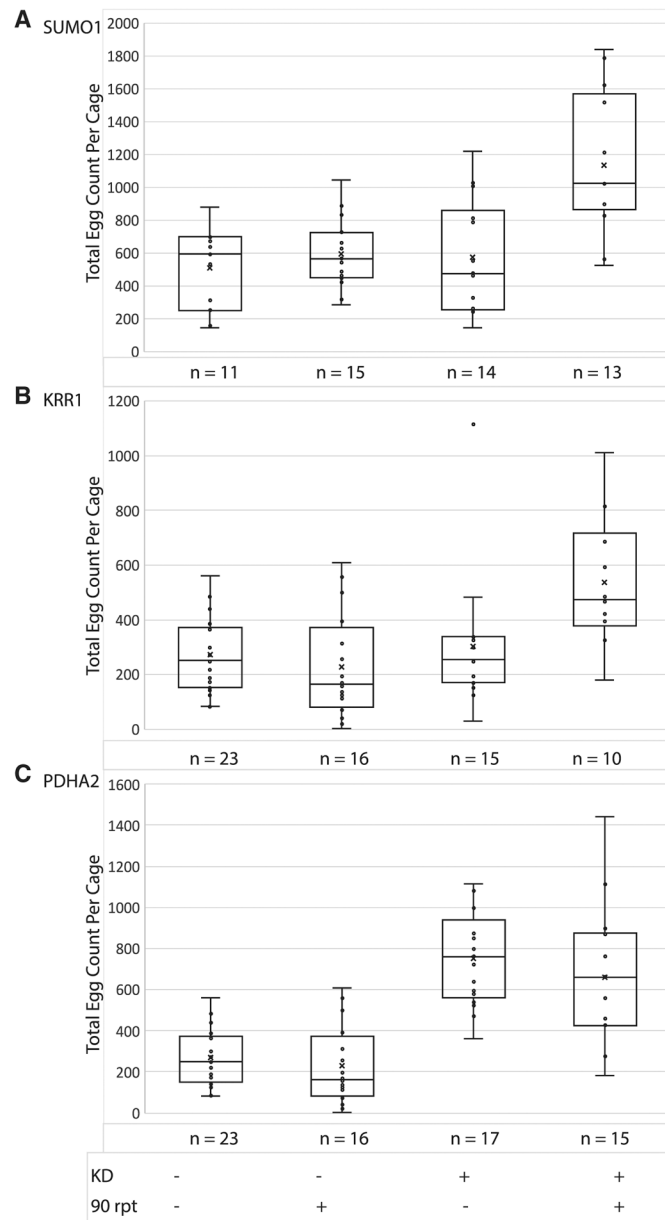 A SUMO1
Total Egg Count Per Cage
2000
1800
1600
1400
1200
1000
800
600
400
200
0
n = 11 n = 15 n = 14 n = 13
B KRR1
Total Egg Count Per Cage
1200
1000
800
600
400
200
0
n = 23 n = 16 n = 15 n = 10
C PDHA2
Total Egg Count Per Cage
1600
1400
1200
1000
800
600
400
200
0
n = 23 n = 16 n = 17 n = 15
KD - - + +
90 rpt - + - +